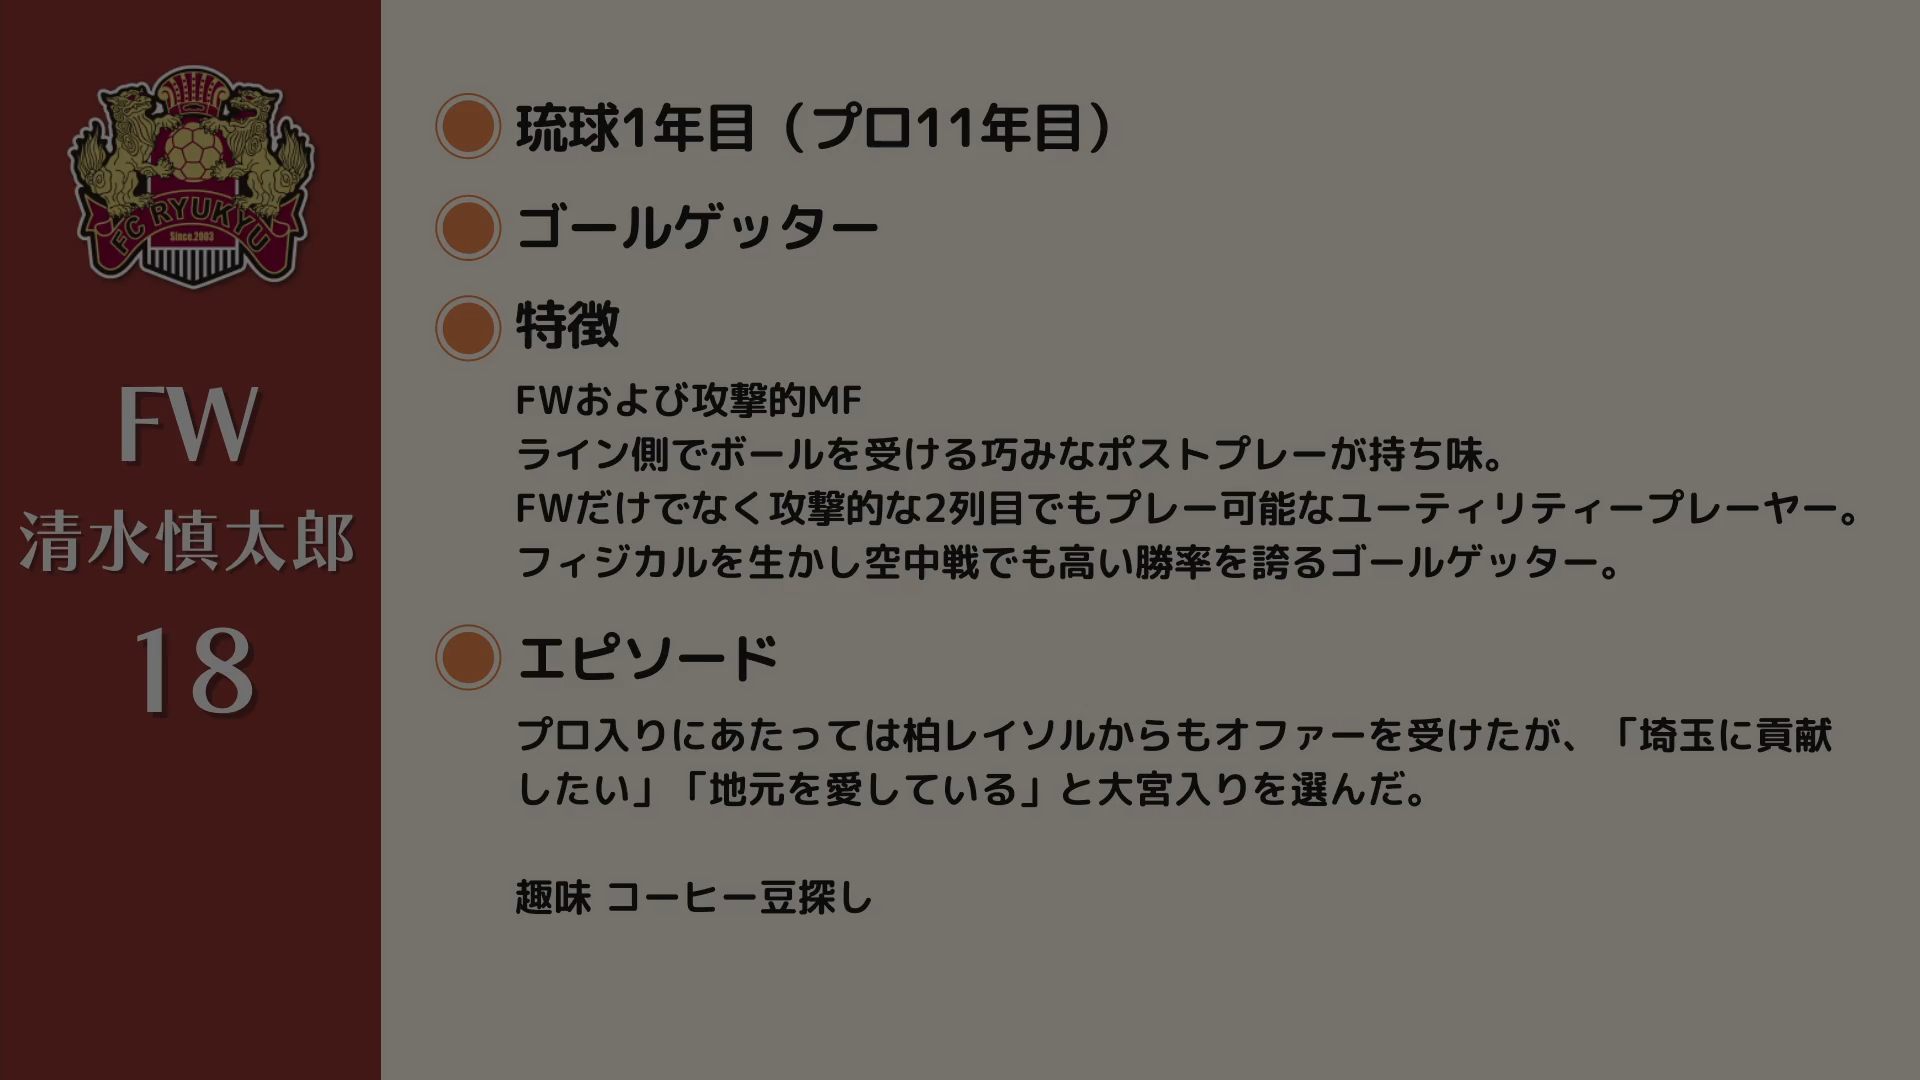 FC RYUKYU
Since.2003
FW
清水慎太郎
18
琉球1年目（プロ11年目）
ゴールゲッター
特徴
FWおよび攻撃的MF
ライン側でボールを受ける巧みなポストプレーが持ち味。
FWだけでなく攻撃的な2列目でもプレー可能なユーティリティープレーヤー。
フィジカルを生かし空中戦でも高い勝率を誇るゴールゲッター。
エピソード
プロ入りにあたっては柏レイソルからもオファーを受けたが、「埼玉に貢献
したい」「地元を愛している」と大宮入りを選んだ。
趣味 コーヒー豆探し